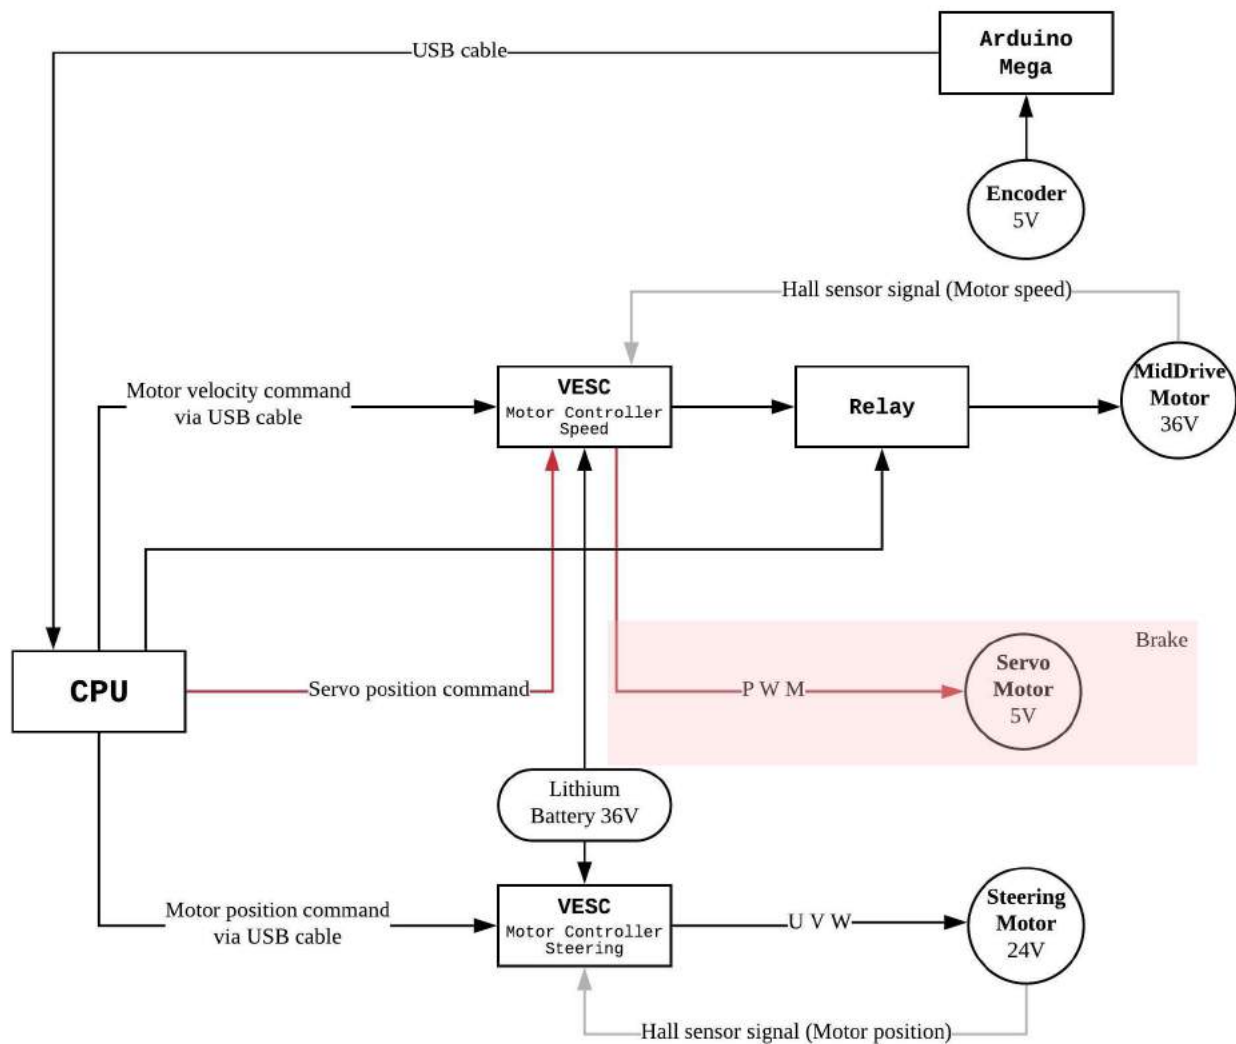 USB cable
Arduino
Mega
Encoder
5V
Hall sensor signal (Motor speed)
Motor velocity command
via USB cable
VESC
Motor Controller
Speed
Relay
MidDrive
Motor
36V
CPU
Servo position command
P W M
Brake
Servo
Motor
5V
Lithium
Battery 36V
Motor position command
via USB cable
VESC
Motor Controller
Steering
U V W
Steering
Motor
24V
Hall sensor signal (Motor position)